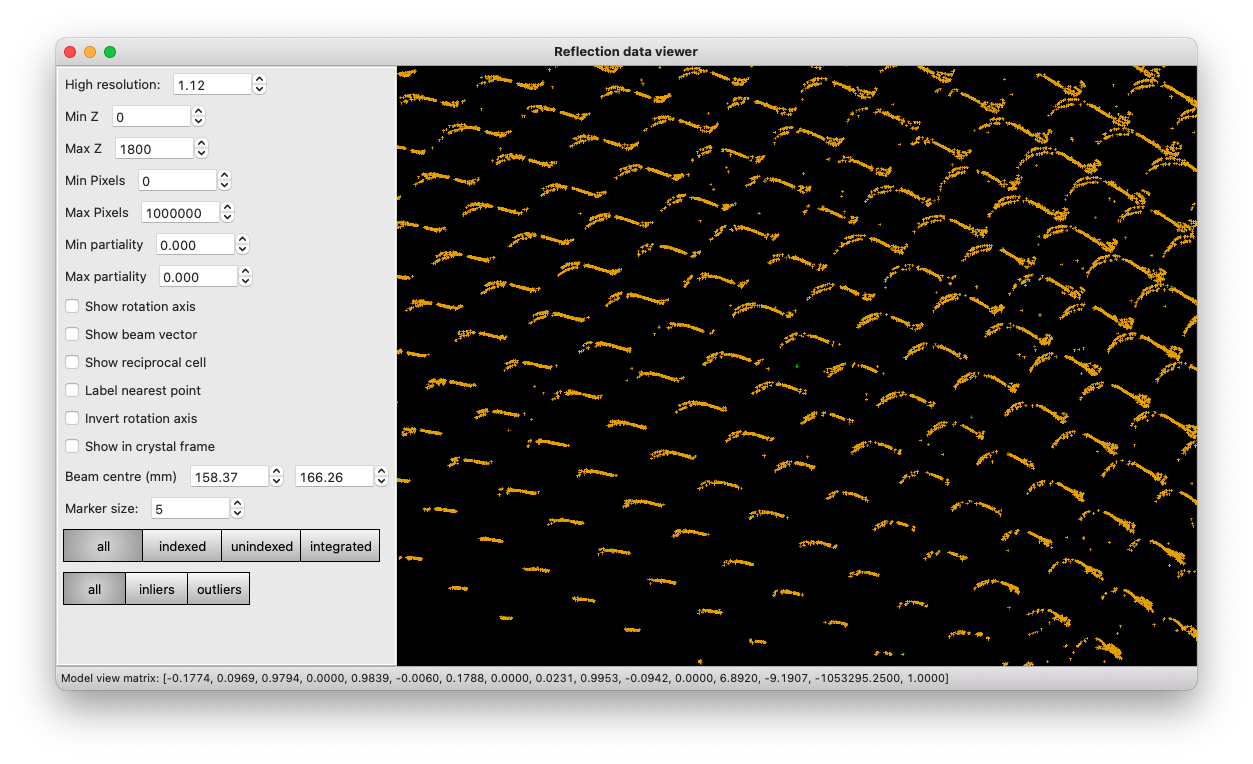 Reflection data viewer
High resolution: 1.12
Min Z 0
Max Z 1800
Min Pixels 0
Max Pixels 1000000
Min partiality 0.000
Max partiality 0.000
Show rotation axis
Show beam vector
Show reciprocal cell
Label nearest point
Invert rotation axis
Show in crystal frame
Beam centre (mm) 158.37 166.26
Marker size: 5
all indexed unindexed integrated
all inliers outliers
Model view matrix: [-0.1774, 0.0969, 0.9794, 0.0000, 0.9839, -0.0060, 0.1788, 0.0000, 0.0231, 0.9953, -0.0942, 0.0000, 6.8920, -9.1907, -1053295.2500, 1.0000]